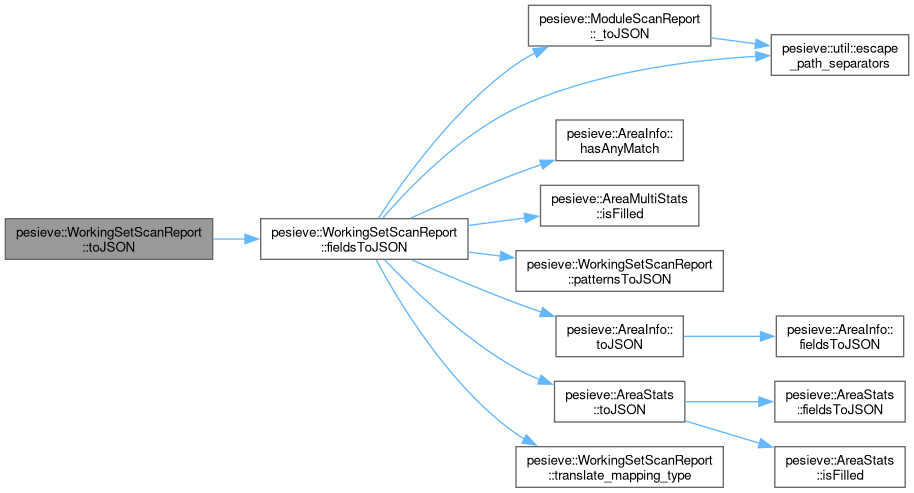 pesieve::WorkingSetScanReport
::toJSON
pesieve::WorkingSetScanReport
::fieldsToJSON
pesieve::ModuleScanReport
::_toJSON
pesieve::util::escape
_path_separators
pesieve::AreaInfo::
hasAnyMatch
pesieve::AreaMultiStats
::isFilled
pesieve::WorkingSetScanReport
::patternsToJSON
pesieve::AreaInfo::
toJSON
pesieve::AreaInfo::
fieldsToJSON
pesieve::AreaStats
::toJSON
pesieve::AreaStats
::fieldsToJSON
pesieve::AreaStats
::isFilled
pesieve::WorkingSetScanReport
::translate_mapping_type